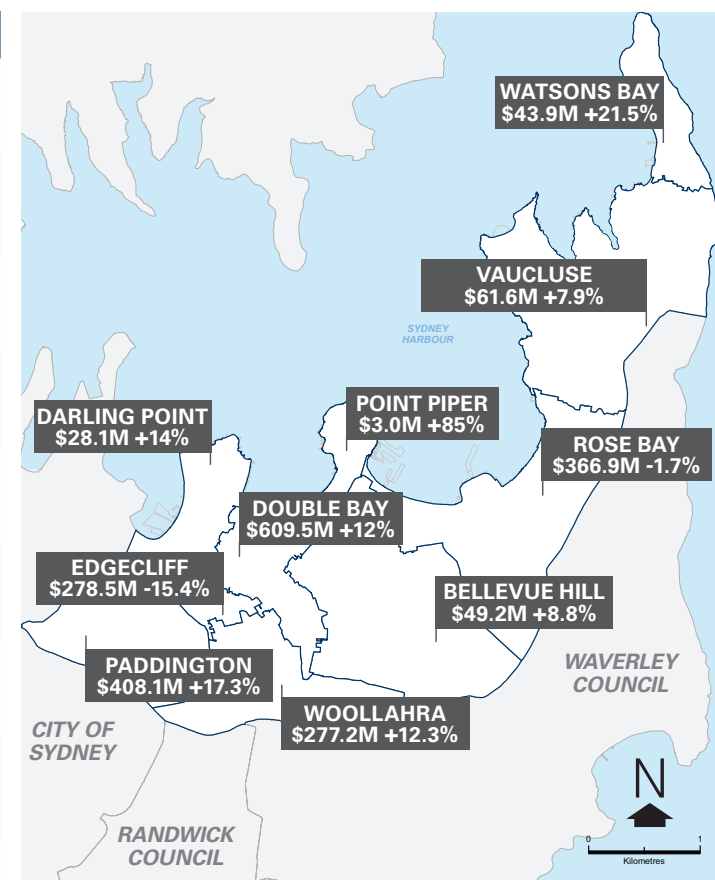 WATSONS BAY
$43.9M +21.5%
VAUCLUSE
$61.6M +7.9%
SYDNEY
HARBOUR
POINT PIPER
$3.0M +85%
DARLING POINT
$28.1M +14%
ROSE BAY
$366.9M -1.7%
DOUBLE BAY
$609.5M +12%
EDGECLIFF
$278.5M -15.4%
BELLEVUE HILL
$49.2M +8.8%
PADDINGTON
$408.1M +17.3%
WAVERLEY
COUNCIL
WOOLLAHRA
$277.2M +12.3%
CITY OF
SYDNEY
RANDWICK
COUNCIL
N
0 1
Kilometres